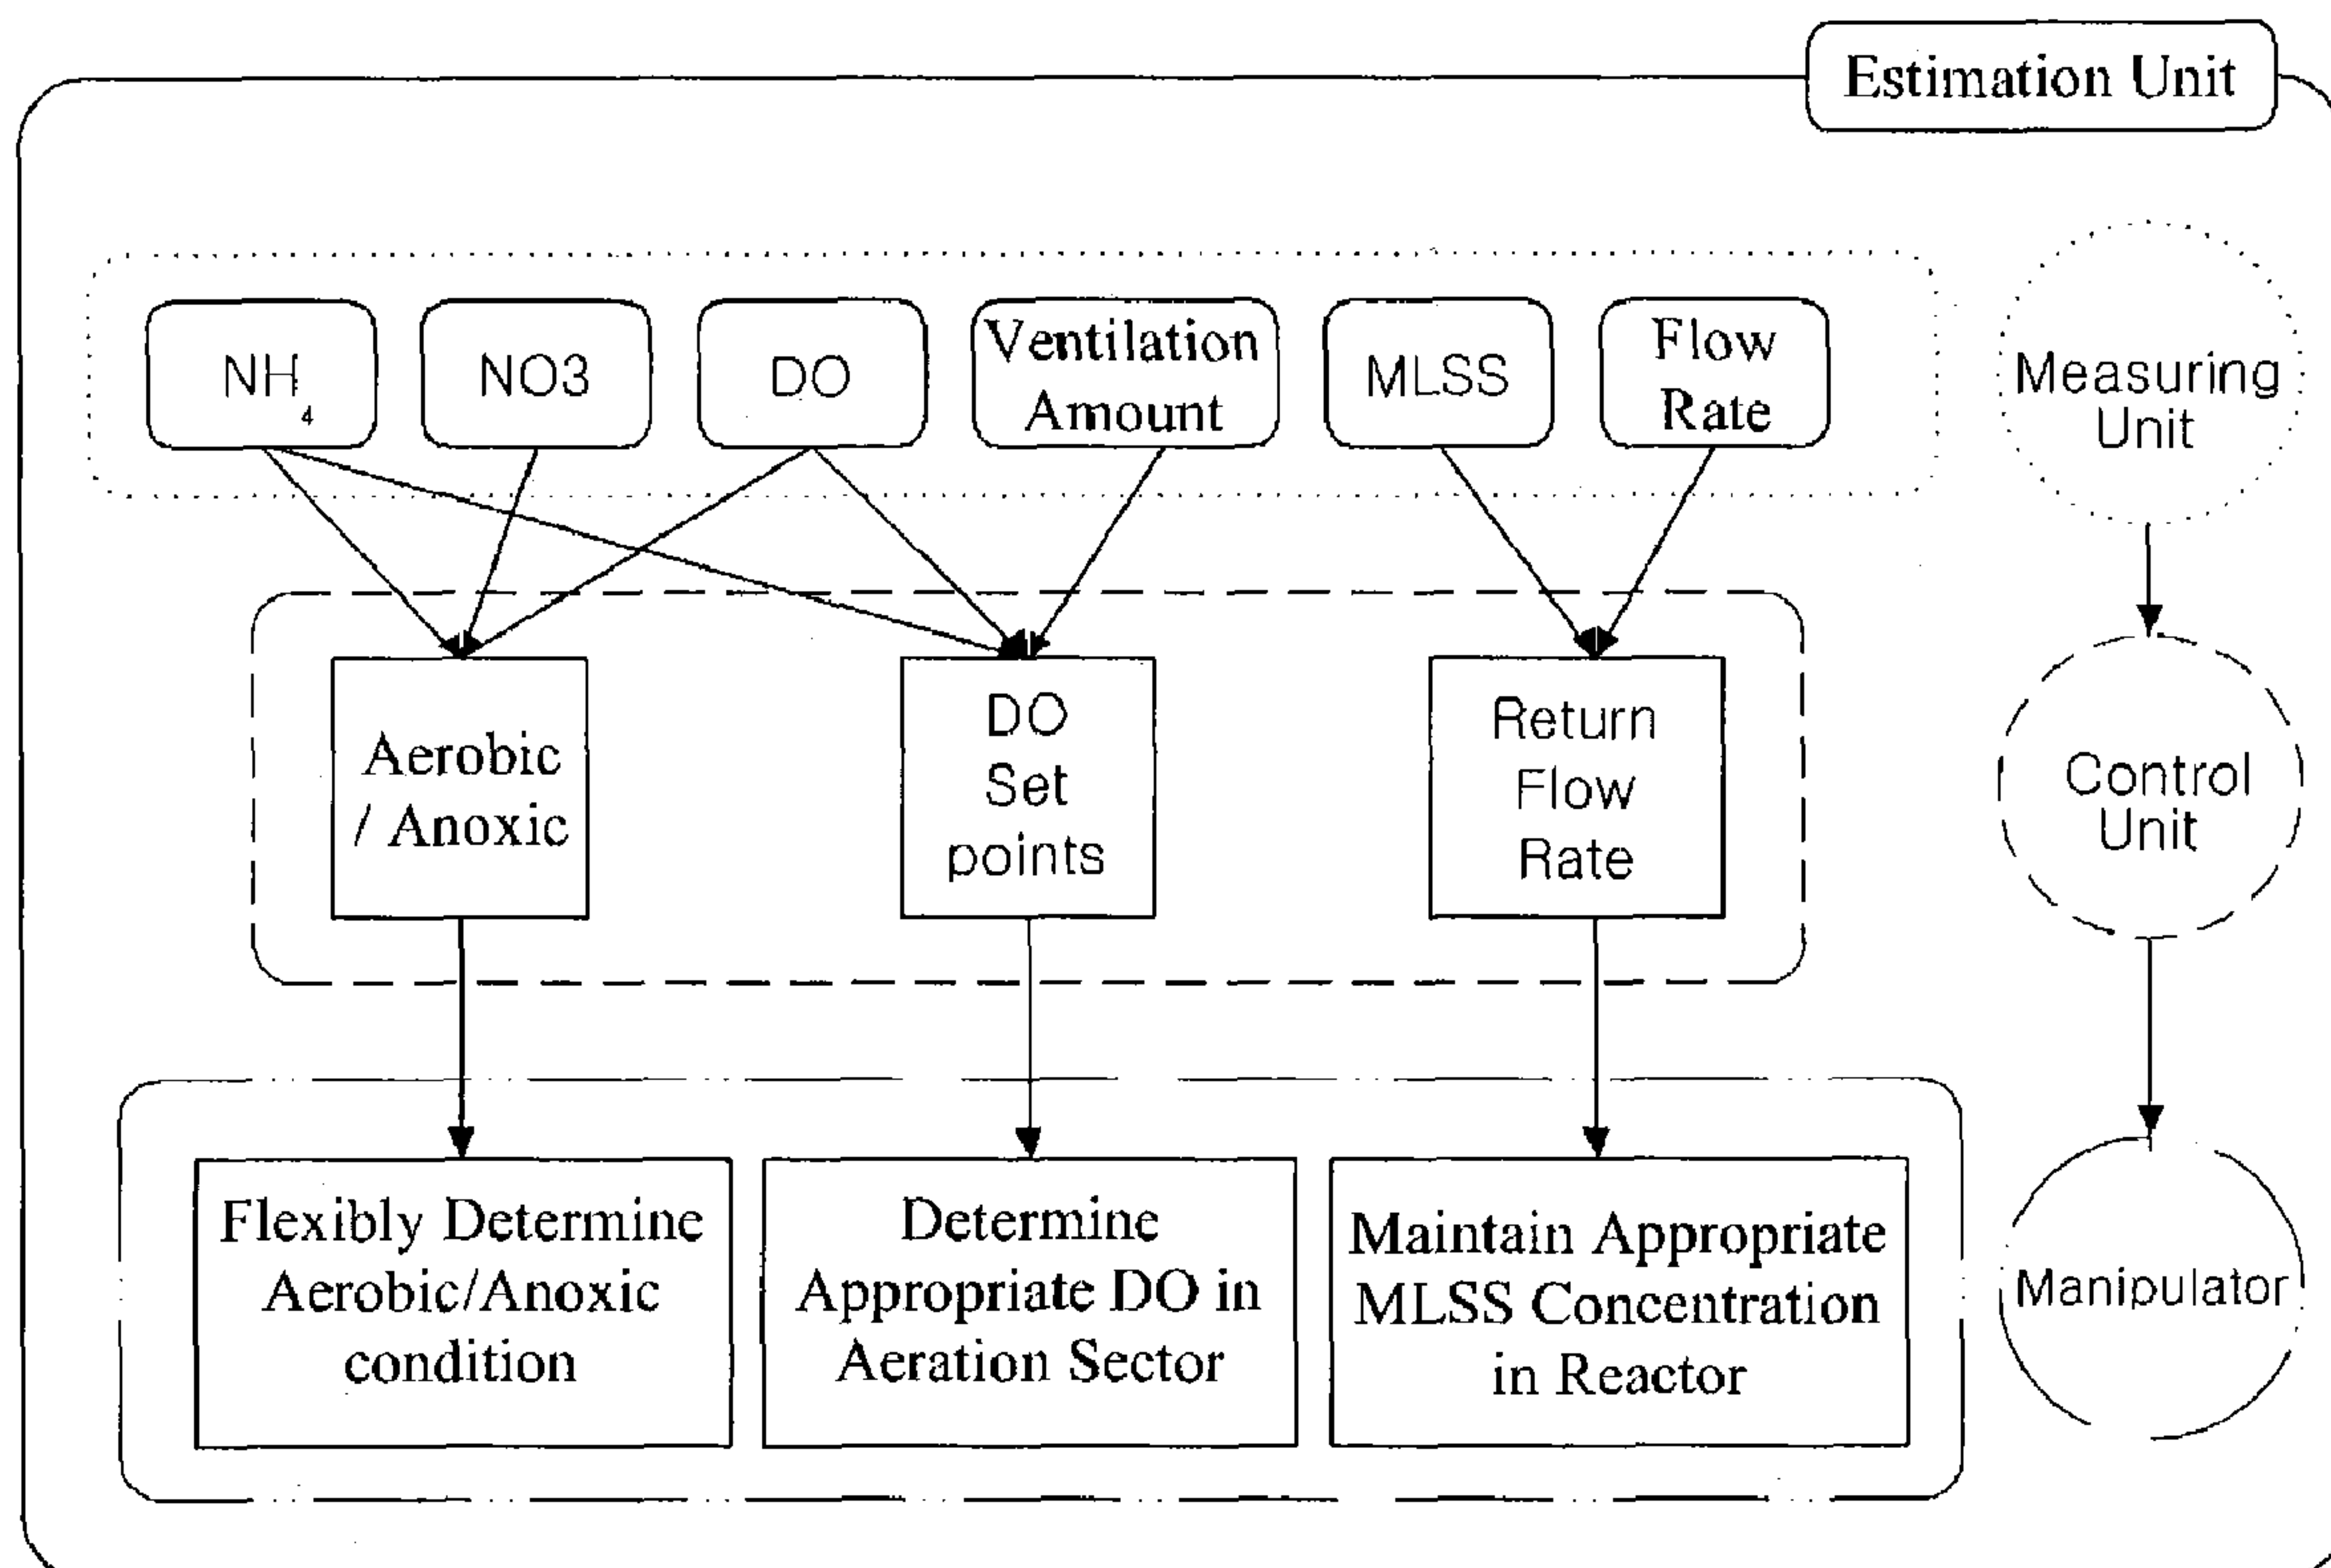 Estimation Unit
NH4
NO3
DO
Ventilation
Amount
MLSS
Flow
Rate
Measuring
Unit
Aerobic
/ Anoxic
DO
Set
points
Return
Flow
Rate
Control
Unit
Flexibly Determine
Aerobic/Anoxic
condition
Determine
Appropriate DO in
Aeration Sector
Maintain Appropriate
MLSS Concentration
in Reactor
Manipulator